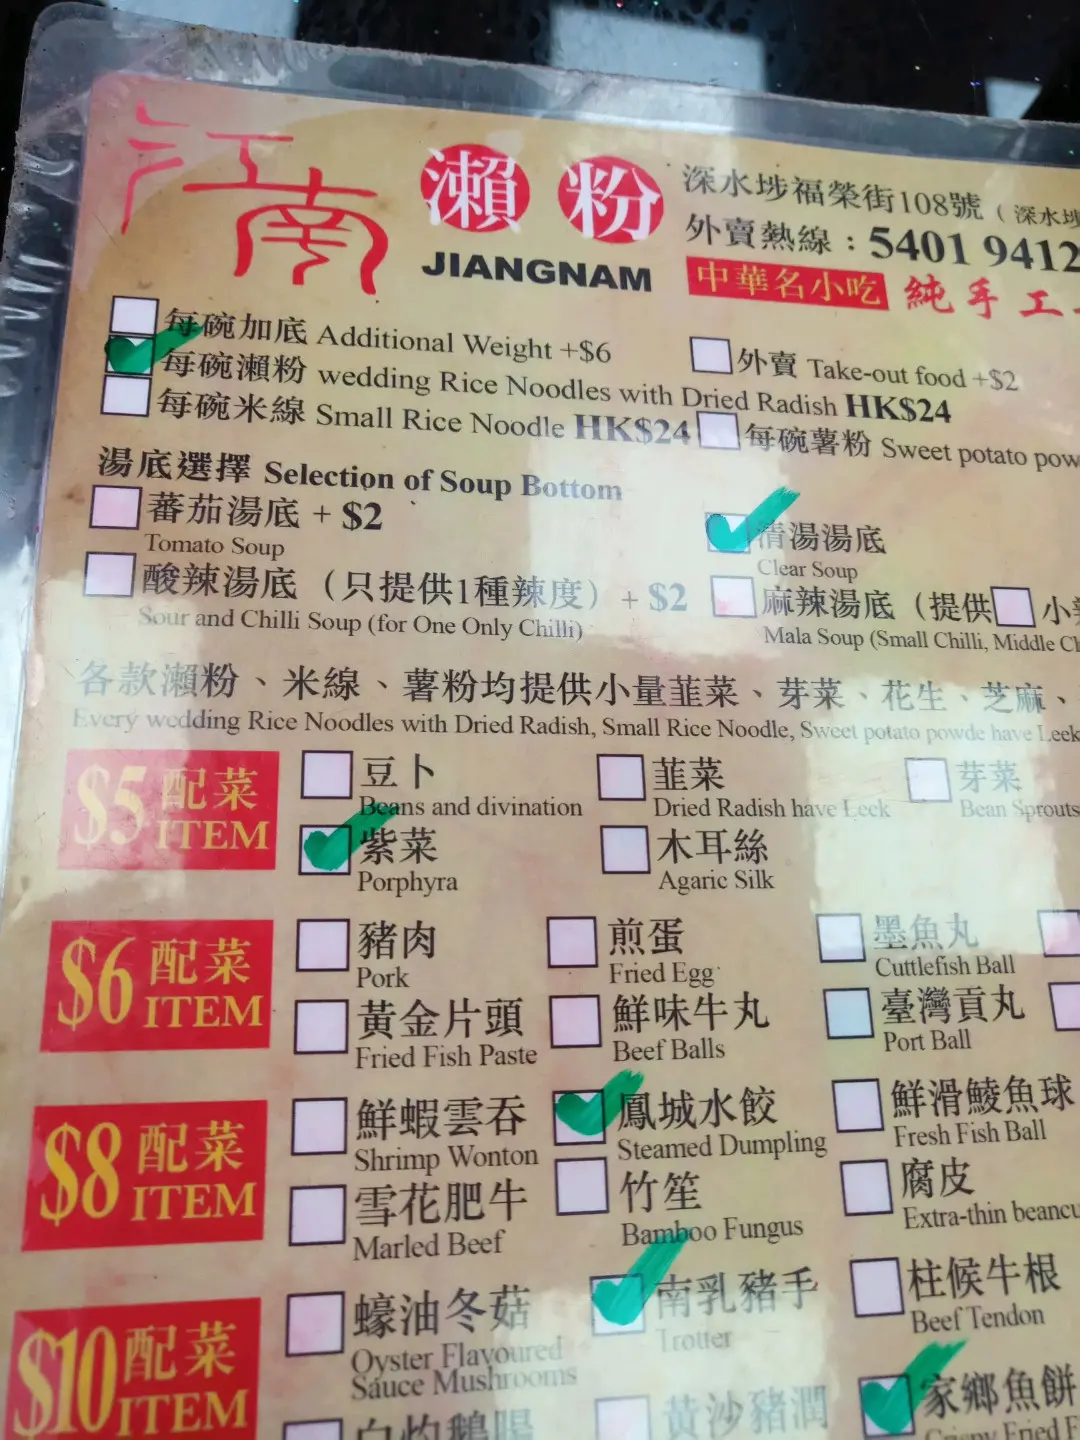 江南 瀨粉
JIANGNAM
深水埗福榮街108號（深水埗
外賣熱線：5401 9412
中華名小吃 純手工
每碗加底 Additional Weight +$6
外賣 Take-out food +$2
每碗瀨粉 wedding Rice Noodles with Dried Radish HK$24
每碗米線 Small Rice Noodle HK$24
每碗薯粉 Sweet potato pow
湯底選擇 Selection of Soup Bottom
蕃茄湯底 + $2
Tomato Soup
清湯湯底
Clear Soup
酸辣湯底（只提供1種辣度）+ $2
Sour and Chilli Soup (for One Only Chilli)
麻辣湯底（提供 小
Mala Soup (Small Chilli, Middle Ch
各款瀨粉、米線、薯粉均提供小量韮菜、芽菜、花生、芝麻、
Every wedding Rice Noodles with Dried Radish, Small Rice Noodle, Sweet potato powde have Leek
$5 配菜 ITEM
豆卜
Beans and divination
韮菜
Dried Radish have Leek
芽菜
Bean Sprouts
紫菜
Porphyra
木耳絲
Agaric Silk
$6 配菜 ITEM
豬肉
Pork
煎蛋
Fried Egg
墨魚丸
Cuttlefish Ball
黃金片頭
Fried Fish Paste
鮮味牛丸
Beef Balls
臺灣貢丸
Port Ball
$8 配菜 ITEM
鮮蝦雲吞
Shrimp Wonton
鳳城水餃
Steamed Dumpling
鮮滑鯪魚球
Fresh Fish Ball
雪花肥牛
Marled Beef
竹笙
Bamboo Fungus
腐皮
Extra-thin beancu
$10 配菜 ITEM
蠔油冬菇
Oyster Flavoured
Sauce Mushrooms
南乳豬手
Trotter
柱候牛根
Beef Tendon
白灼鵝腸
黃沙豬潤
家鄉魚餅
Crispy Fried F